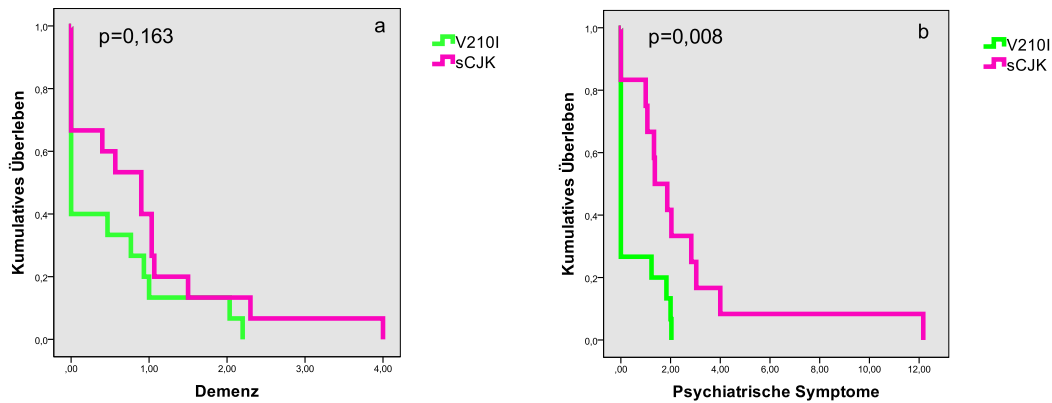 a
p=0,163
V210I
sCJK
Kumulatives Überleben
1,0
0,8
0,6
0,4
0,2
0,0
,00 1,00 2,00 3,00 4,00
Demenz
b
p=0,008
V210I
sCJK
Kumulatives Überleben
1,0
0,8
0,6
0,4
0,2
0,0
,00 2,00 4,00 6,00 8,00 10,00 12,00
Psychiatrische Symptome